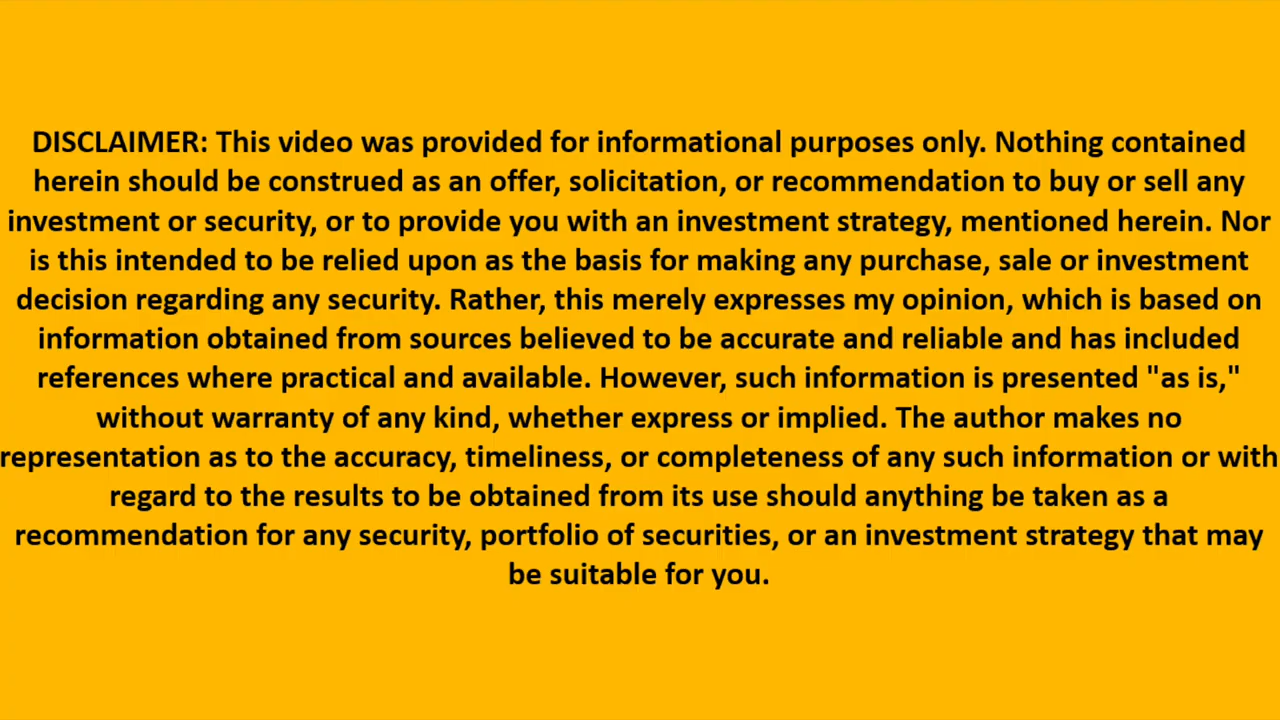 DISCLAIMER: This video was provided for informational purposes only. Nothing contained
herein should be construed as an offer, solicitation, or recommendation to buy or sell any
investment or security, or to provide you with an investment strategy, mentioned herein. Nor
is this intended to be relied upon as the basis for making any purchase, sale or investment
decision regarding any security. Rather, this merely expresses my opinion, which is based on
information obtained from sources believed to be accurate and reliable and has included
references where practical and available. However, such information is presented "as is,"
without warranty of any kind, whether express or implied. The author makes no
representation as to the accuracy, timeliness, or completeness of any such information or with
regard to the results to be obtained from its use should anything be taken as a
recommendation for any security, portfolio of securities, or an investment strategy that may
be suitable for you.